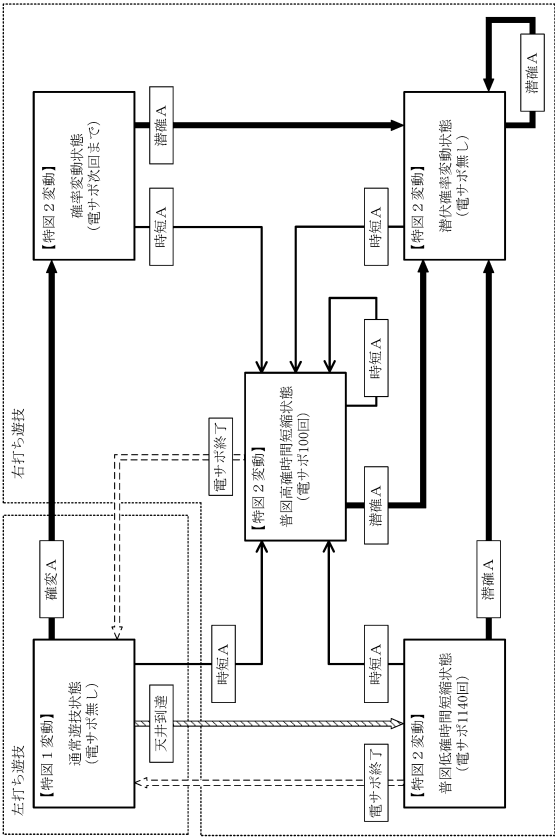 左打ち遊技
【特図1変動】
通常遊技状態
(電サポ無し)
確変A
時短A
天井到達
電サポ終了
【特図2変動】
普図低確時間短縮状態
(電サポ1140回)
時短A
潜確A
右打ち遊技
電サポ終了
【特図2変動】
普図高確時間短縮状態
(電サポ100回)
時短A
潜確A
【特図2変動】
確率変動状態
(電サポ次回まで)
時短A
潜確A
【特図2変動】
潜伏確率変動状態
(電サポ無し)
時短A
潜確A